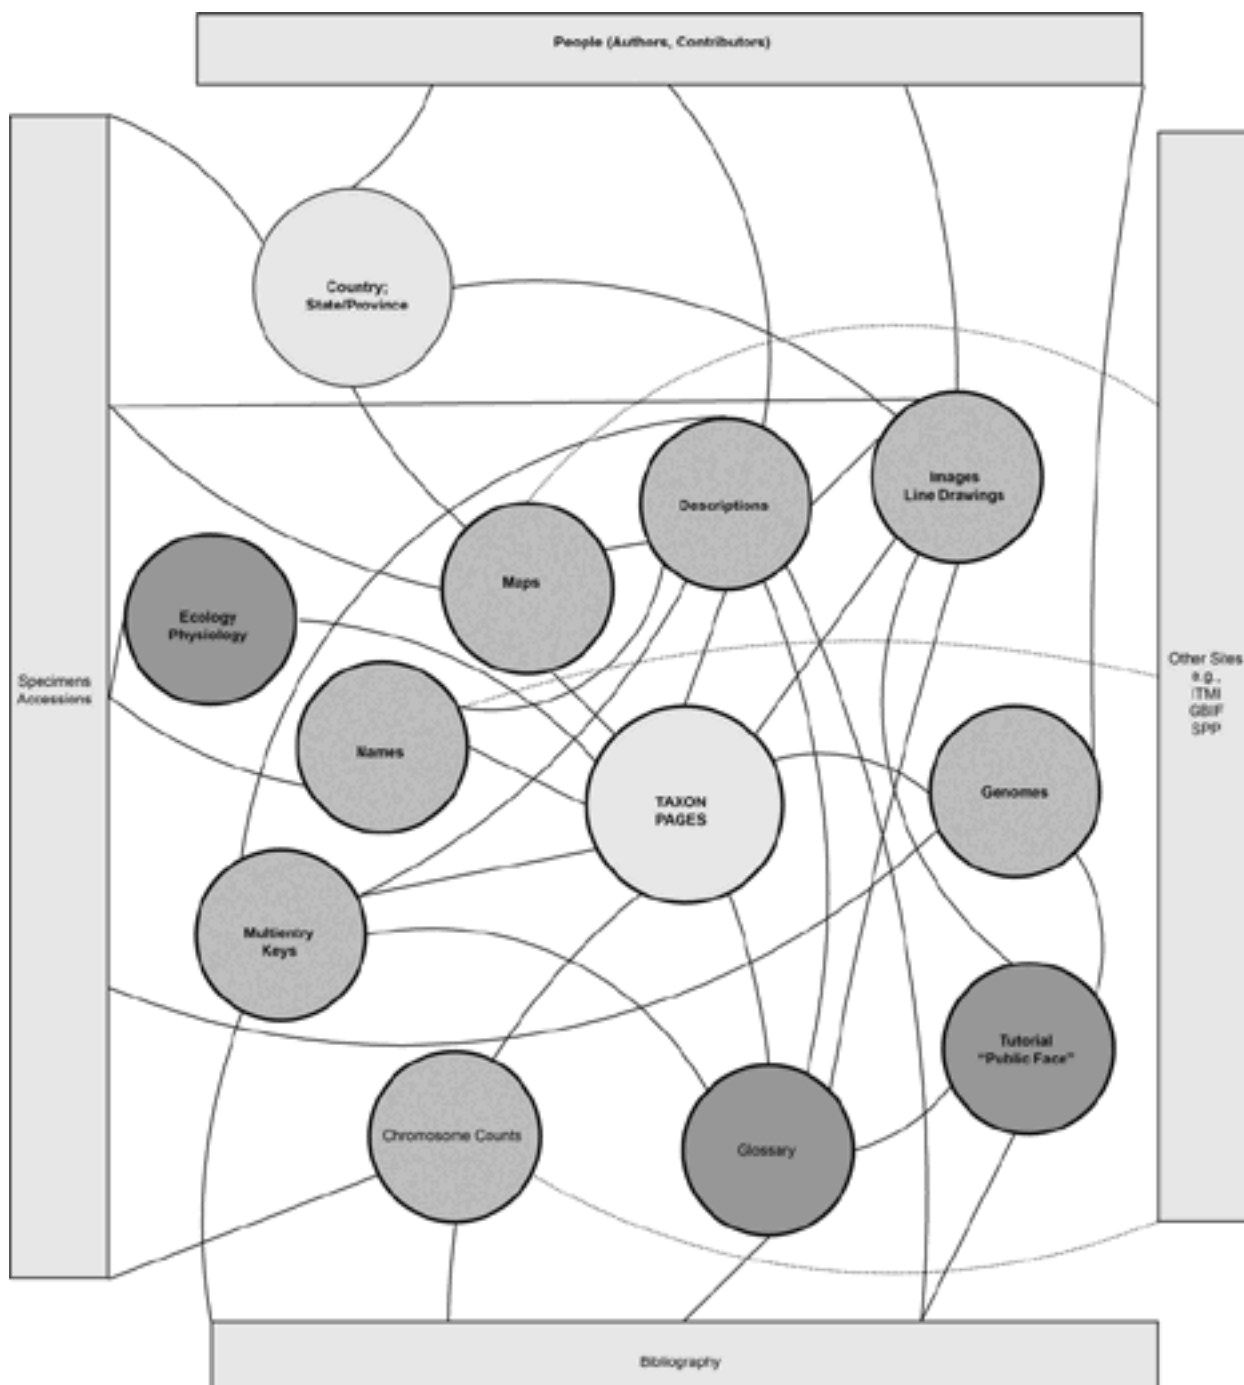 People (Authors, Contributors)
Country;
State/Province
Images
Line Drawings
Descriptions
Maps
Ecology
Physiology
Specimens
Accessions
Other Sites
e.g.,
ITMI
GBIF
SPP
Names
TAXON
PAGES
Genomes
Multientry
Keys
Tutorial
"Public Face"
Chromosome Counts
Glossary
Bibliography